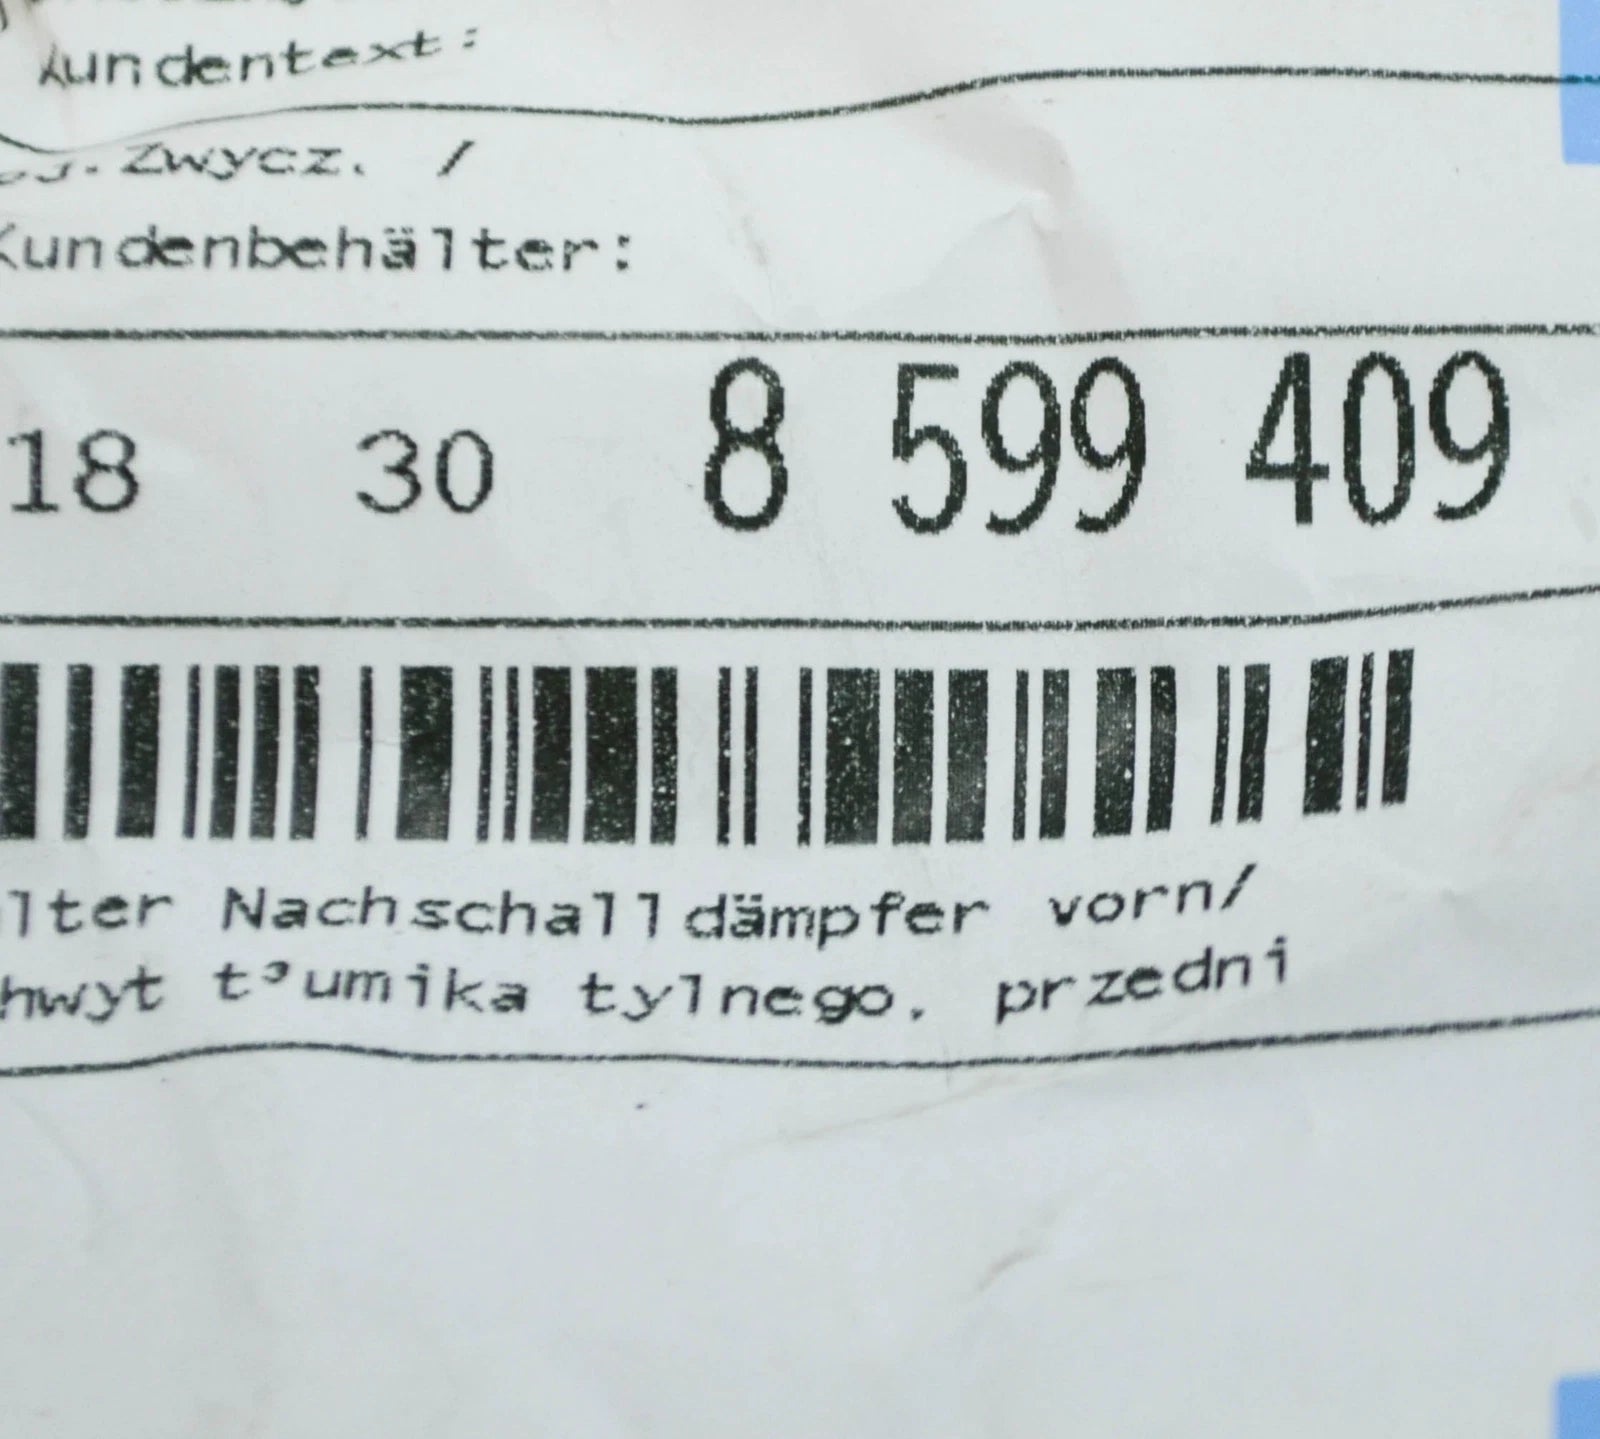 Kundentext:
Zwycz. /
Kundenbehälter:
18 30 8 599 409
lter Nachschalldämpfer vorn/
hwyt t³umika tylnego, przedni